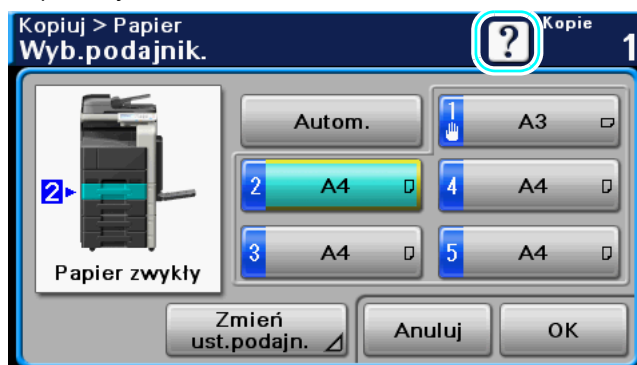 Kopiuj > Papier
Wyb.podajnik.
?
Kopie
1
Autom.
1 A3
2 A4
4 A4
3 A4
5 A4
2
Papier zwykły
Zmień
ust.podajn.
Anuluj
OK